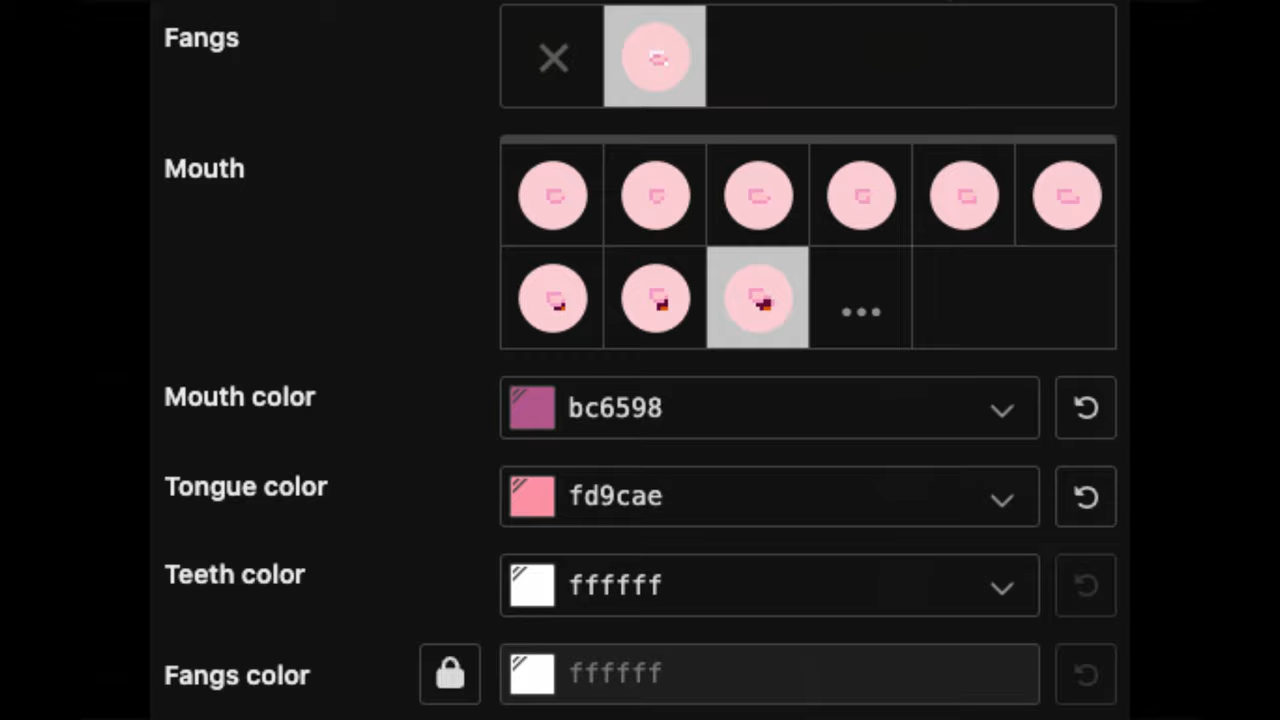 Fangs
Mouth
Mouth color
bc6598
Tongue color
fd9cae
Teeth color
ffffff
Fangs color
ffffff